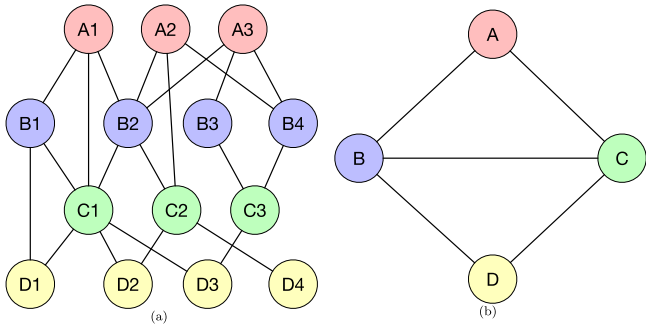 A1 A2 A3
B1 B2 B3 B4
C1 C2 C3
D1 D2 D3 D4
(a)
A
B C
D
(b)